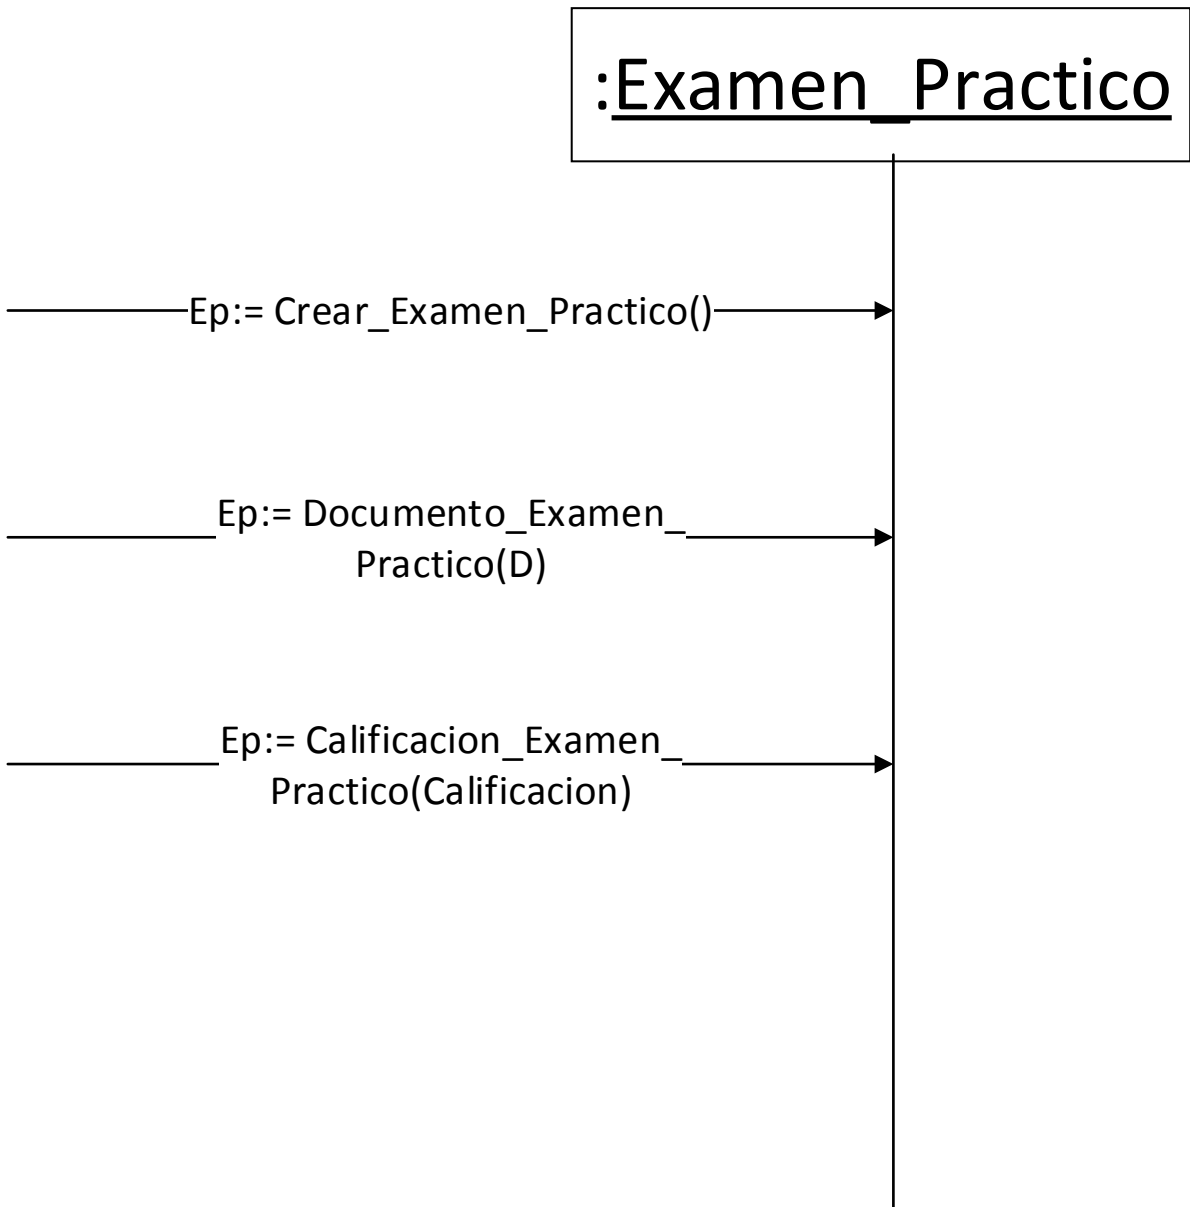 :Examen_Practico
Ep:= Crear_Examen_Practico()
Ep:= Documento_Examen_
Practico(D)
Ep:= Calificacion_Examen_
Practico(Calificacion)